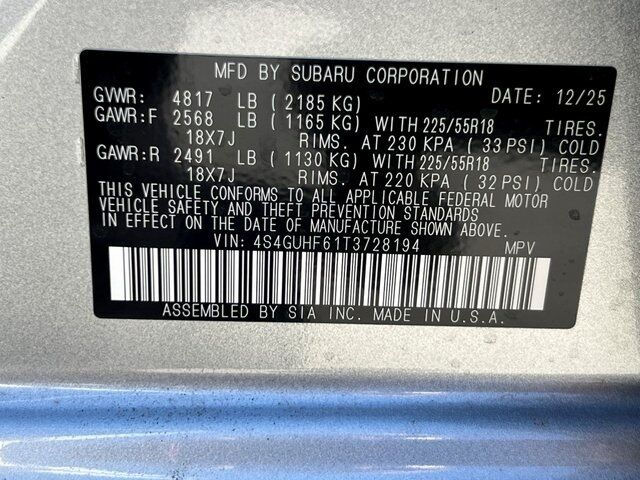 MFD BY SUBARU CORPORATION DATE: 12/25
GVWR: 4817 LB (2185 KG)
GAWR:F 2568 LB (1165 KG) WITH 225/55R18 TIRES.
18X7J RIMS. AT 230 KPA (33 PSI) COLD
GAWR:R 2491 LB (1130 KG) WITH 225/55R18 TIRES.
18X7J RIMS. AT 220 KPA (32 PSI) COLD
THIS VEHICLE CONFORMS TO ALL APPLICABLE FEDERAL MOTOR
VEHICLE SAFETY AND THEFT PREVENTION STANDARDS
IN EFFECT ON THE DATE OF MANUFACTURE SHOWN ABOVE.
VIN: 4S4GUHF61T3728194 MPV
ASSEMBLED BY SIA INC. MADE IN U.S.A.